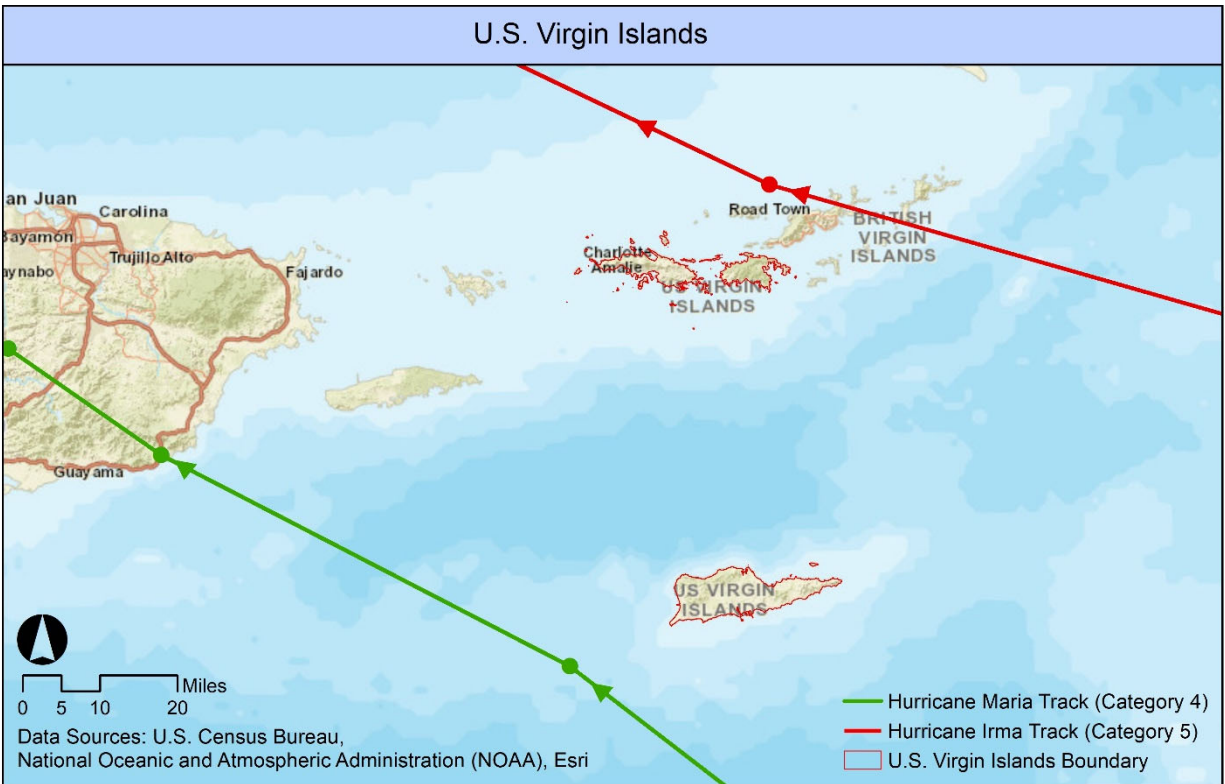 U.S. Virgin Islands
an Juan
Carolina
Bayamón
Trujillo Alto
aynabo
Fajardo
Road Town
BRITISH
VIRGIN
ISLANDS
Charlotte
Amalie
US VIRGIN
ISLANDS
Guayama
US VIRGIN
ISLANDS
Miles
0 5 10 20
Data Sources: U.S. Census Bureau,
National Oceanic and Atmospheric Administration (NOAA), Esri
Hurricane Maria Track (Category 4)
Hurricane Irma Track (Category 5)
U.S. Virgin Islands Boundary